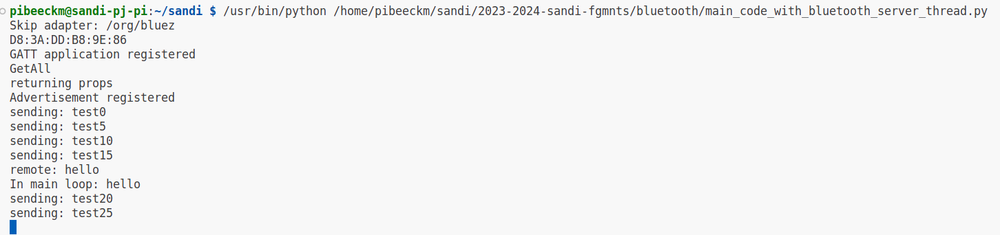 pibeeckm@sandi-pj-pi:~/sandi $ /usr/bin/python /home/pibeeckm/sandi/2023-2024-sandi-fgmnts/bluetooth/main_code_with_bluetooth_server_thread.py
Skip adapter: /org/bluez
D8:3A:DD:B8:9E:86
GATT application registered
GetAll
returning props
Advertisement registered
sending: test0
sending: test5
sending: test10
sending: test15
remote: hello
In main loop: hello
sending: test20
sending: test25